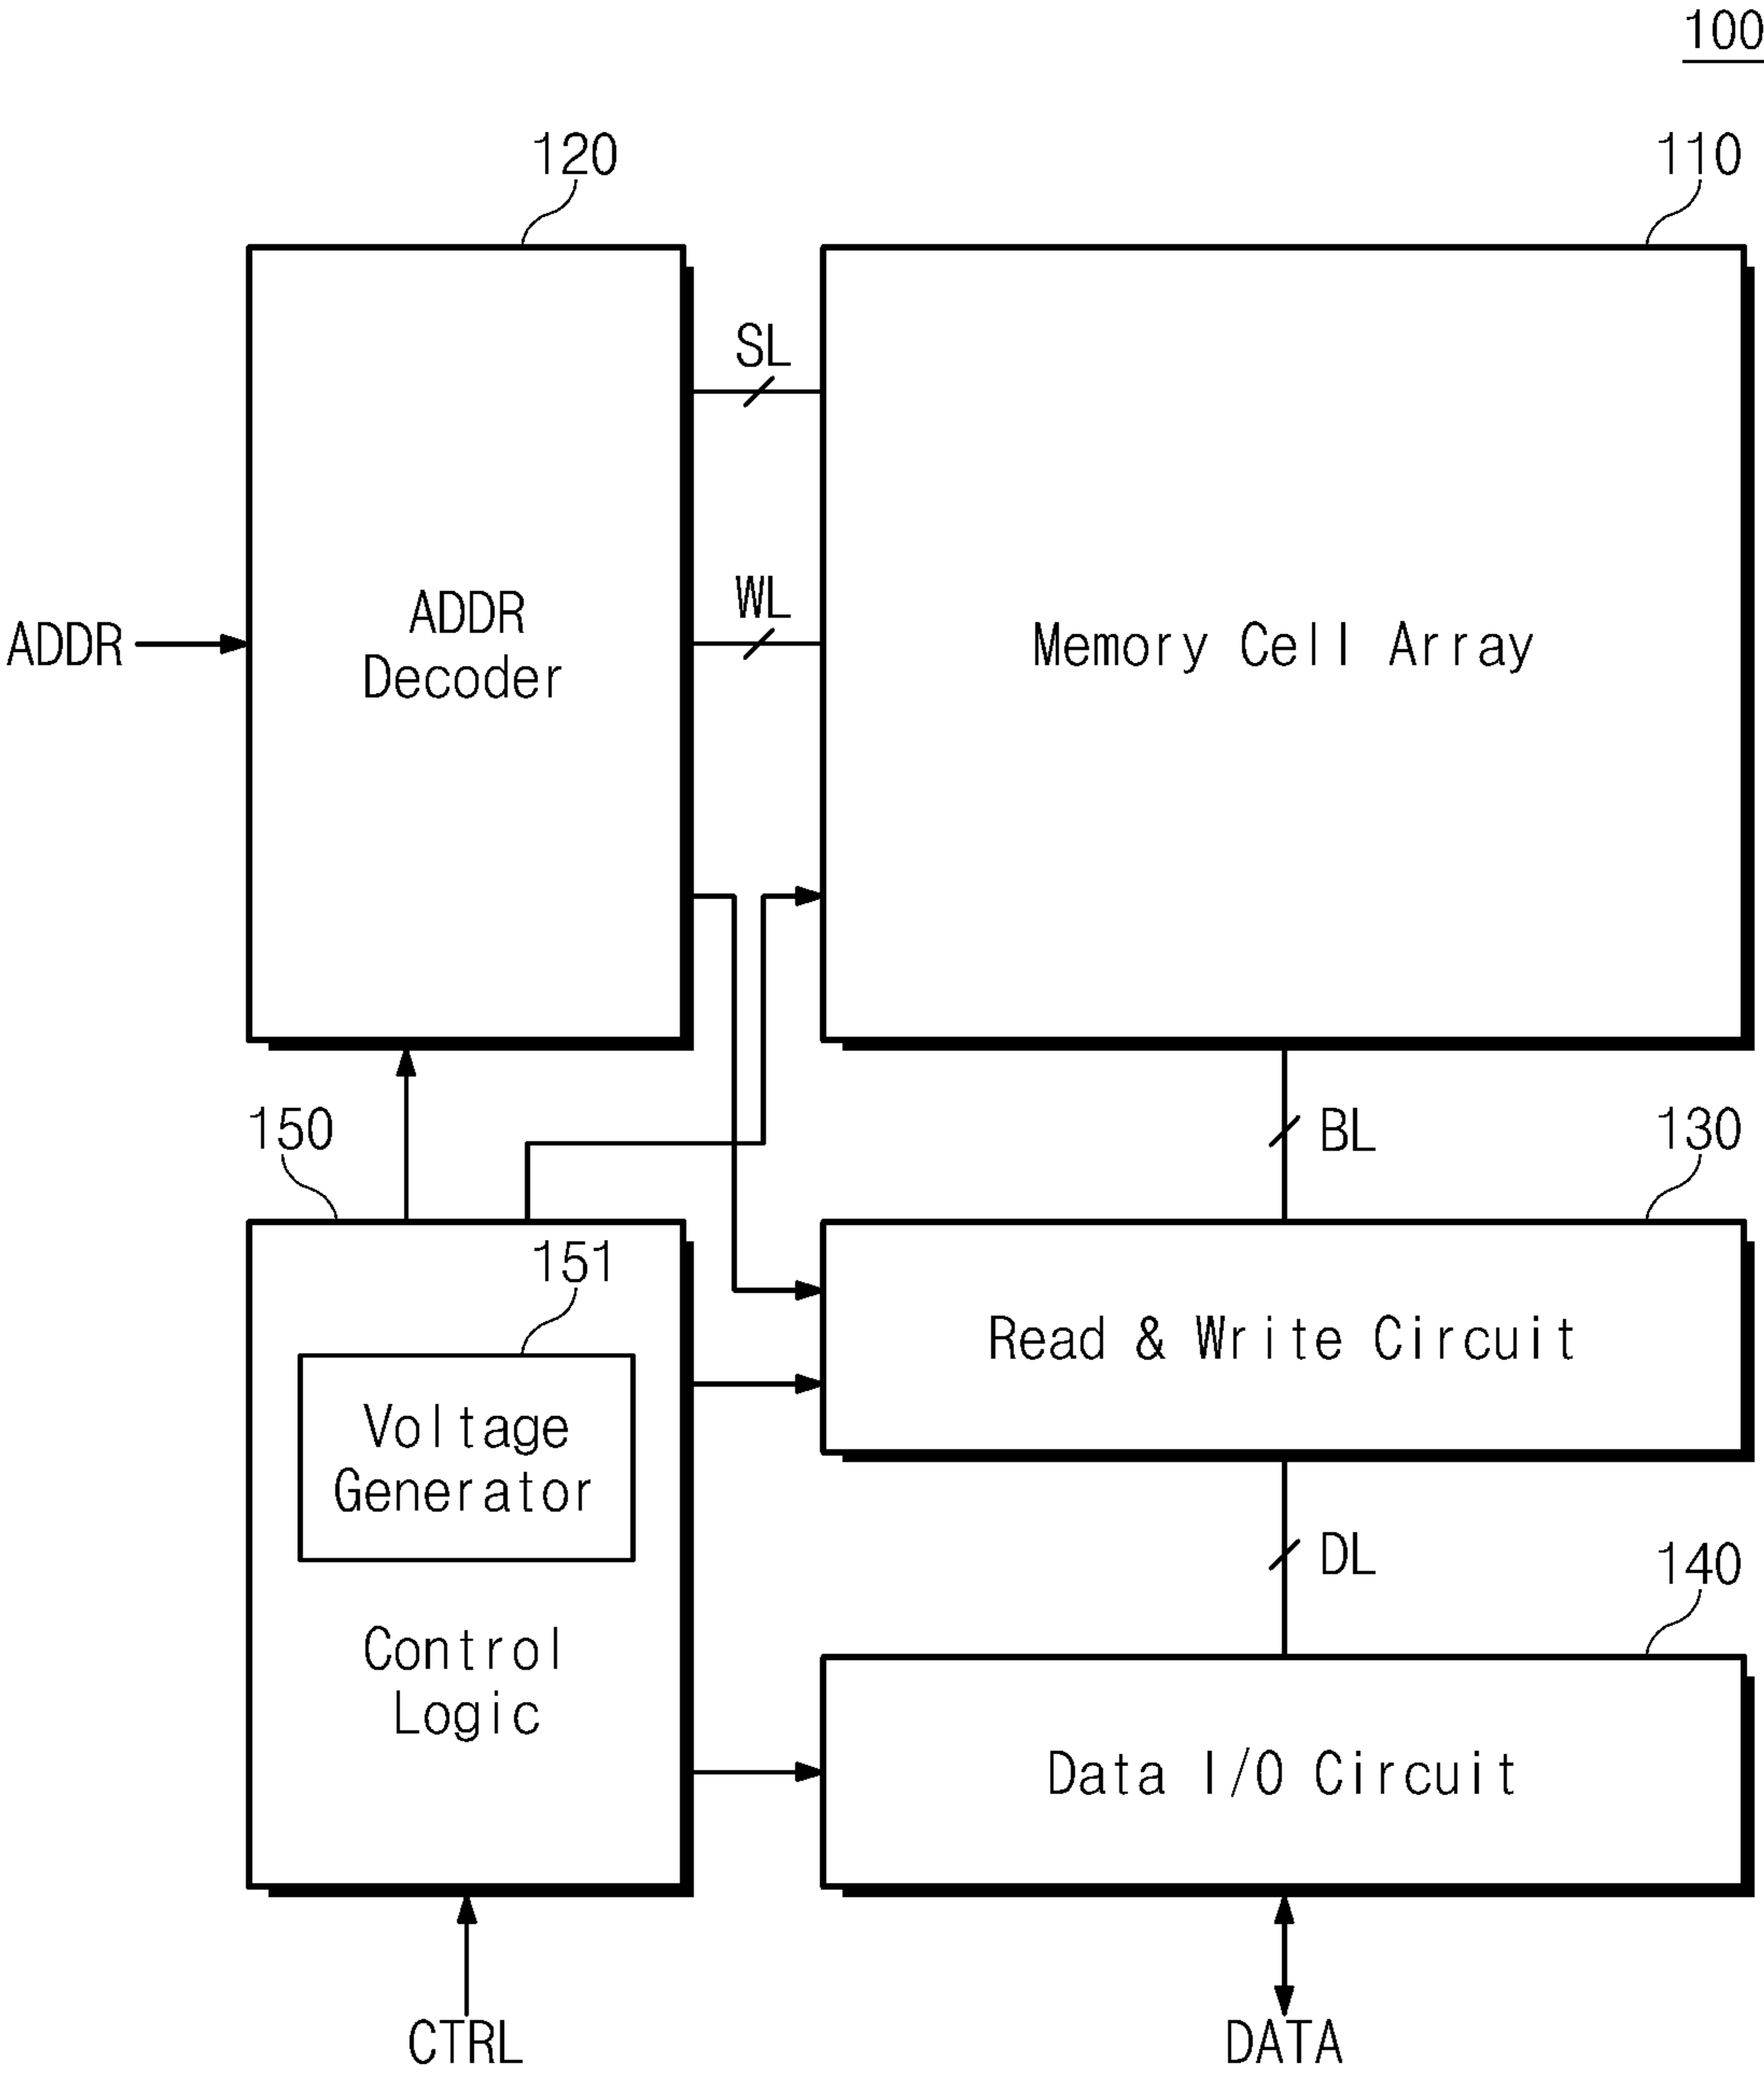 100
120
110
SL
WL
ADDR
ADDR
Decoder
Memory Cell Array
150
BL
130
151
Read & Write Circuit
Voltage
Generator
DL
140
Control
Logic
Data I/O Circuit
CTRL
DATA